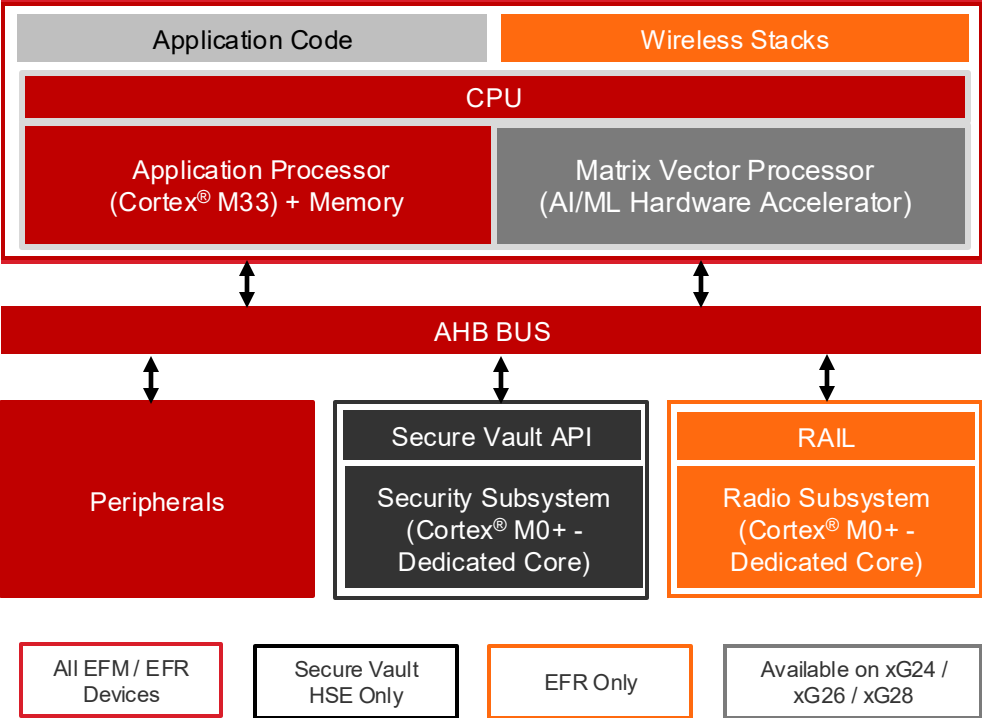 Application Code
Wireless Stacks
CPU
Application Processor
(Cortex® M33) + Memory
Matrix Vector Processor
(AI/ML Hardware Accelerator)
AHB BUS
Peripherals
Secure Vault API
Security Subsystem
(Cortex® M0+ -
Dedicated Core)
RAIL
Radio Subsystem
(Cortex® M0+ -
Dedicated Core)
All EFM / EFR
Devices
Secure Vault
HSE Only
EFR Only
Available on xG24 /
xG26 / xG28